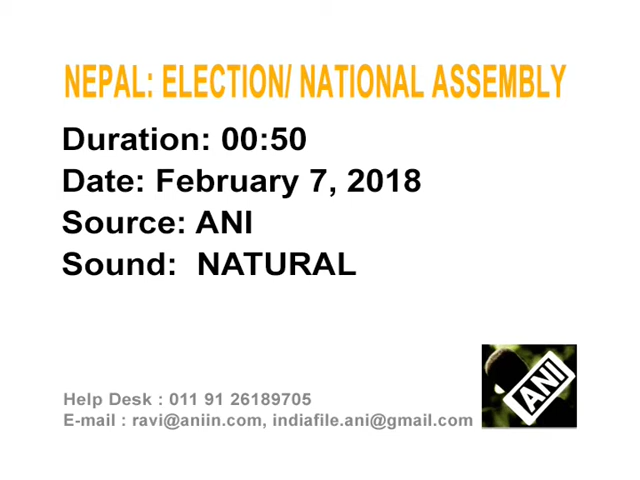 NEPAL: ELECTION/ NATIONAL ASSEMBLY
Duration: 00:50
Date: February 7, 2018
Source: ANI
Sound: NATURAL
Help Desk : 011 91 26189705
E-mail : ravi@aniin.com, indiafile.ani@gmail.com
ANI